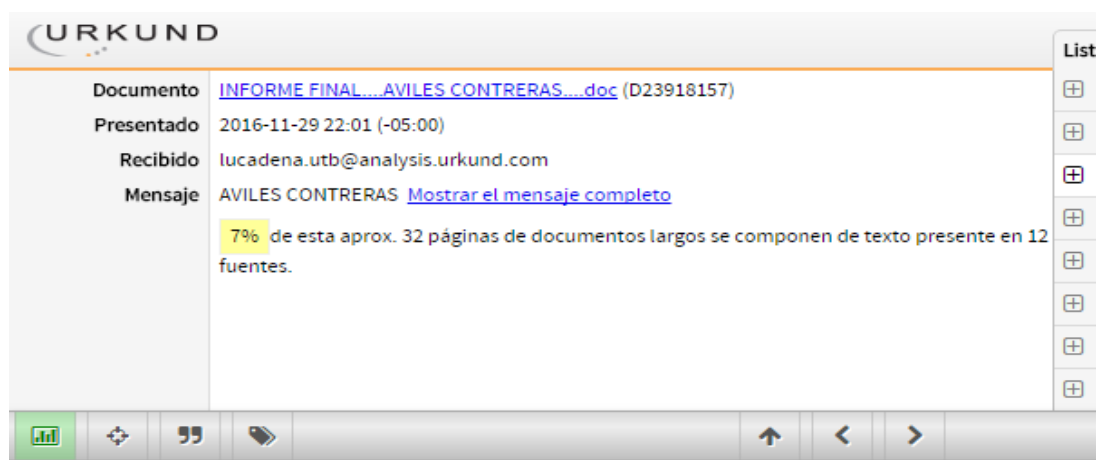 URKUND
List
Documento INFORME FINAL....AVILES CONTRERAS....doc (D23918157)
Presentado 2016-11-29 22:01 (-05:00)
Recibido lucadena.utb@analysis.urkund.com
Mensaje AVILES CONTRERAS Mostrar el mensaje completo
7% de esta aprox. 32 páginas de documentos largos se componen de texto presente en 12
fuentes.